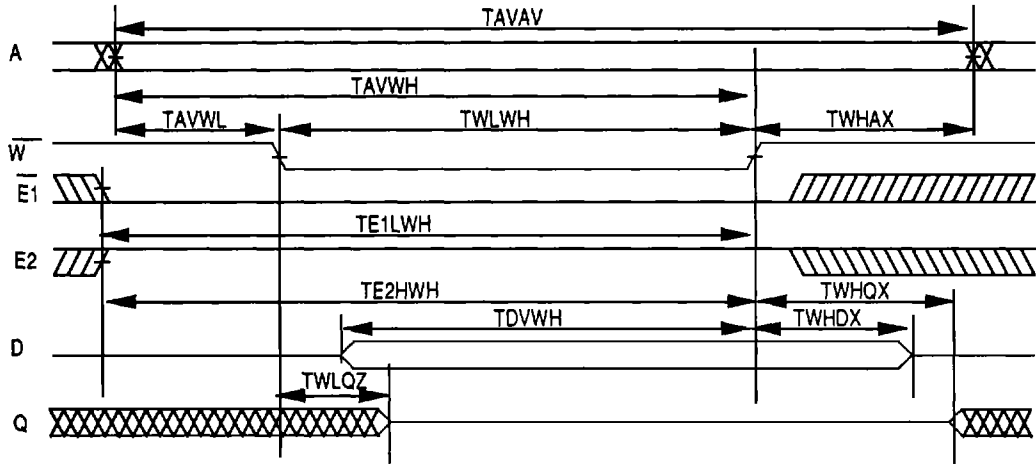 TAVAV
A
TAVWH
TAVWL TWLWH TWHAX
W
E1
TE1LWH
E2
TE2HWH TWHQX
TDVWH TWHDX
D
TWLQZ
Q